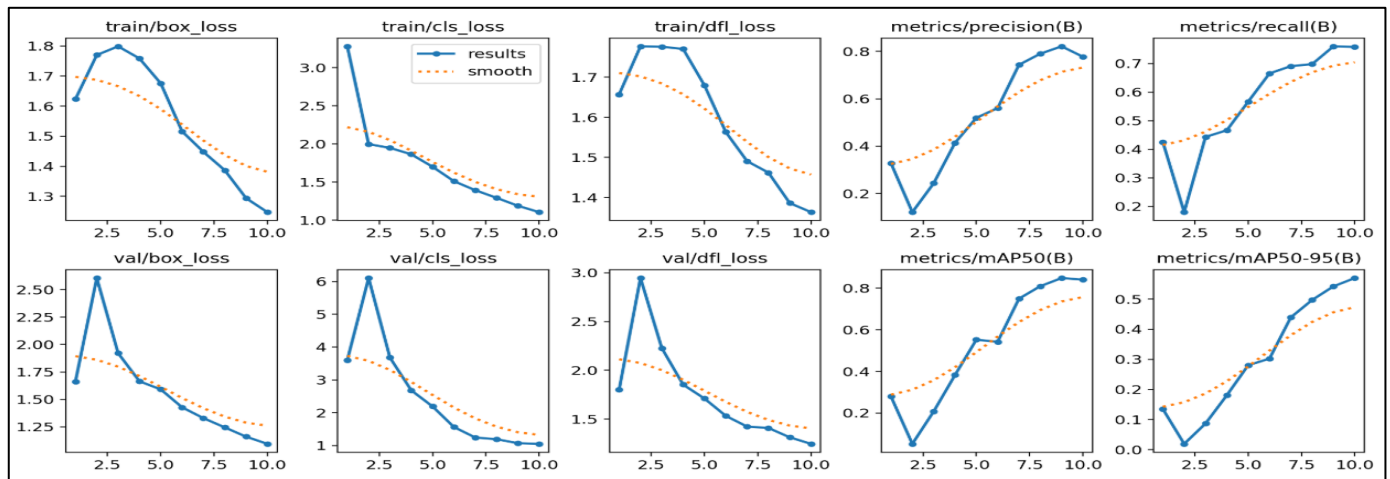 train/box_loss
train/cls_loss
train/dfl_loss
metrics/precision(B)
metrics/recall(B)
1.8
1.7
1.6
1.5
1.4
1.3
2.5 5.0 7.5 10.0
3.0
2.5
2.0
1.5
1.0
results
smooth
2.5 5.0 7.5 10.0
1.7
1.6
1.5
1.4
2.5 5.0 7.5 10.0
0.8
0.6
0.4
0.2
2.5 5.0 7.5 10.0
0.7
0.6
0.5
0.4
0.3
0.2
2.5 5.0 7.5 10.0
val/box_loss
val/cls_loss
val/dfl_loss
metrics/mAP50(B)
metrics/mAP50-95(B)
2.50
2.25
2.00
1.75
1.50
1.25
2.5 5.0 7.5 10.0
6
5
4
3
2
1
2.5 5.0 7.5 10.0
3.0
2.5
2.0
1.5
2.5 5.0 7.5 10.0
0.8
0.6
0.4
0.2
2.5 5.0 7.5 10.0
0.5
0.4
0.3
0.2
0.1
0.0
2.5 5.0 7.5 10.0